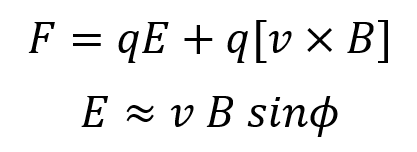 F = qE + q[v × B]
E ≈ v B sinϕ